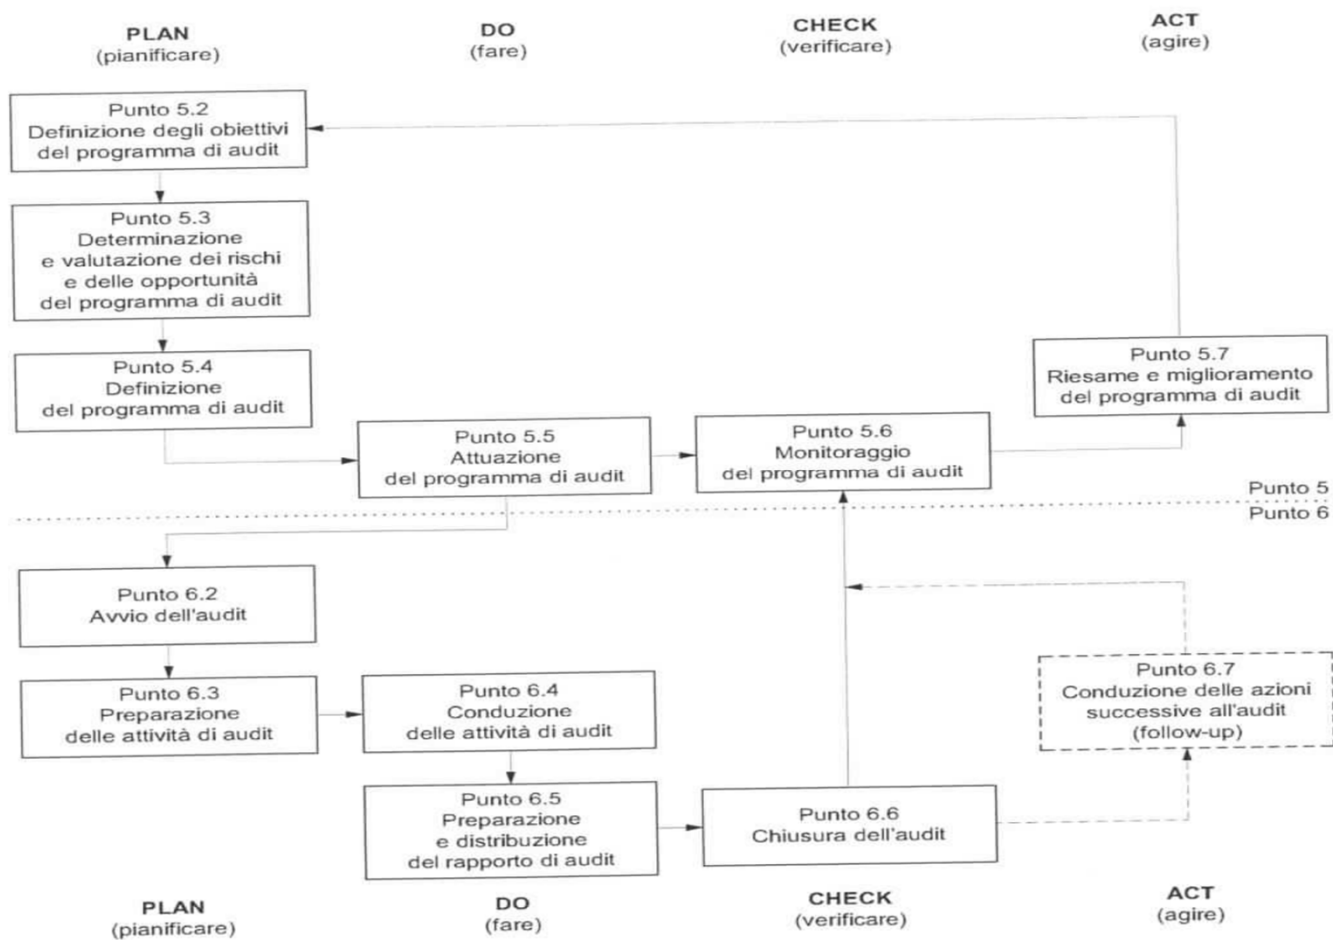 PLAN
(pianificare)
DO
(fare)
CHECK
(verificare)
ACT
(agire)
Punto 5.2
Definizione degli obiettivi
del programma di audit
Punto 5.3
Determinazione
e valutazione dei rischi
e delle opportunità
del programma di audit
Punto 5.4
Definizione
del programma di audit
Punto 5.5
Attuazione
del programma di audit
Punto 5.6
Monitoraggio
del programma di audit
Punto 5.7
Riesame e miglioramento
del programma di audit
Punto 5
Punto 6
Punto 6.2
Avvio dell'audit
Punto 6.3
Preparazione
delle attività di audit
Punto 6.4
Conduzione
delle attività di audit
Punto 6.5
Preparazione
e distribuzione
del rapporto di audit
Punto 6.6
Chiusura dell'audit
Punto 6.7
Conduzione delle azioni
successive all'audit
(follow-up)
PLAN
(pianificare)
DO
(fare)
CHECK
(verificare)
ACT
(agire)